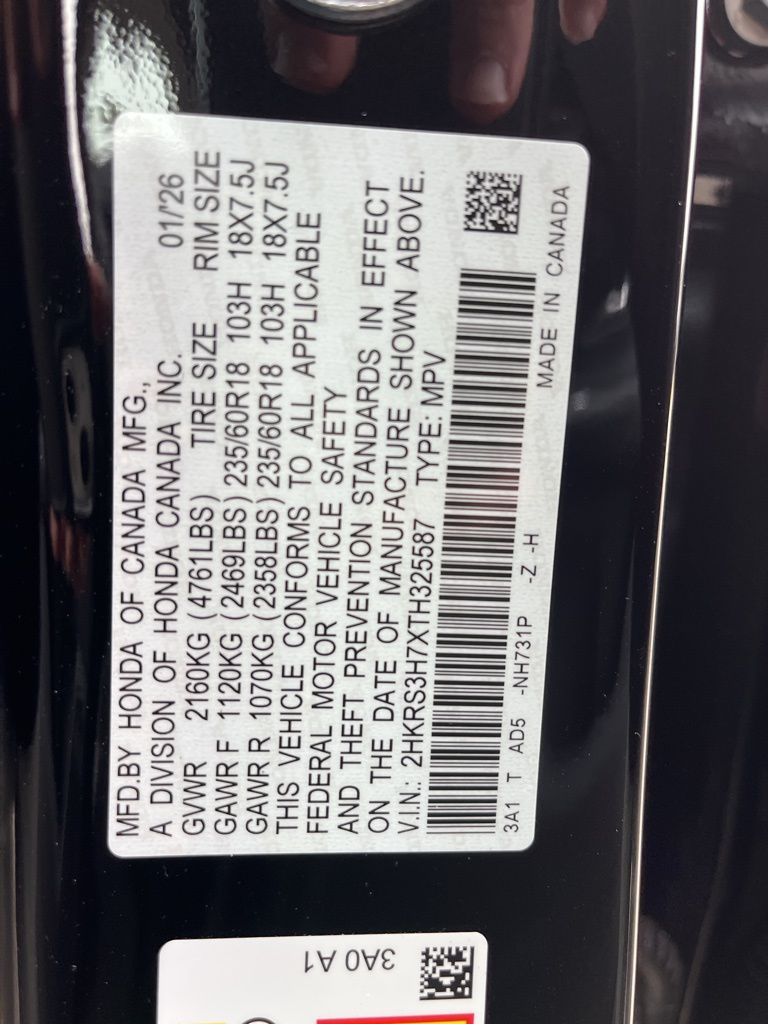 MFD.BY HONDA OF CANADA MFG.,
A DIVISION OF HONDA CANADA INC. 01/'26
GVWR 2160KG (4761LBS) TIRE SIZE RIM SIZE
GAWR F 1120KG (2469LBS) 235/60R18 103H 18X7.5J
GAWR R 1070KG (2358LBS) 235/60R18 103H 18X7.5J
THIS VEHICLE CONFORMS TO ALL APPLICABLE
FEDERAL MOTOR VEHICLE SAFETY
AND THEFT PREVENTION STANDARDS IN EFFECT
ON THE DATE OF MANUFACTURE SHOWN ABOVE.
V.I.N.: 2HKRS3H7XTH325587 TYPE: MPV
3A1 T AD5 -NH731P -Z -H
MADE IN CANADA
3A0 A1